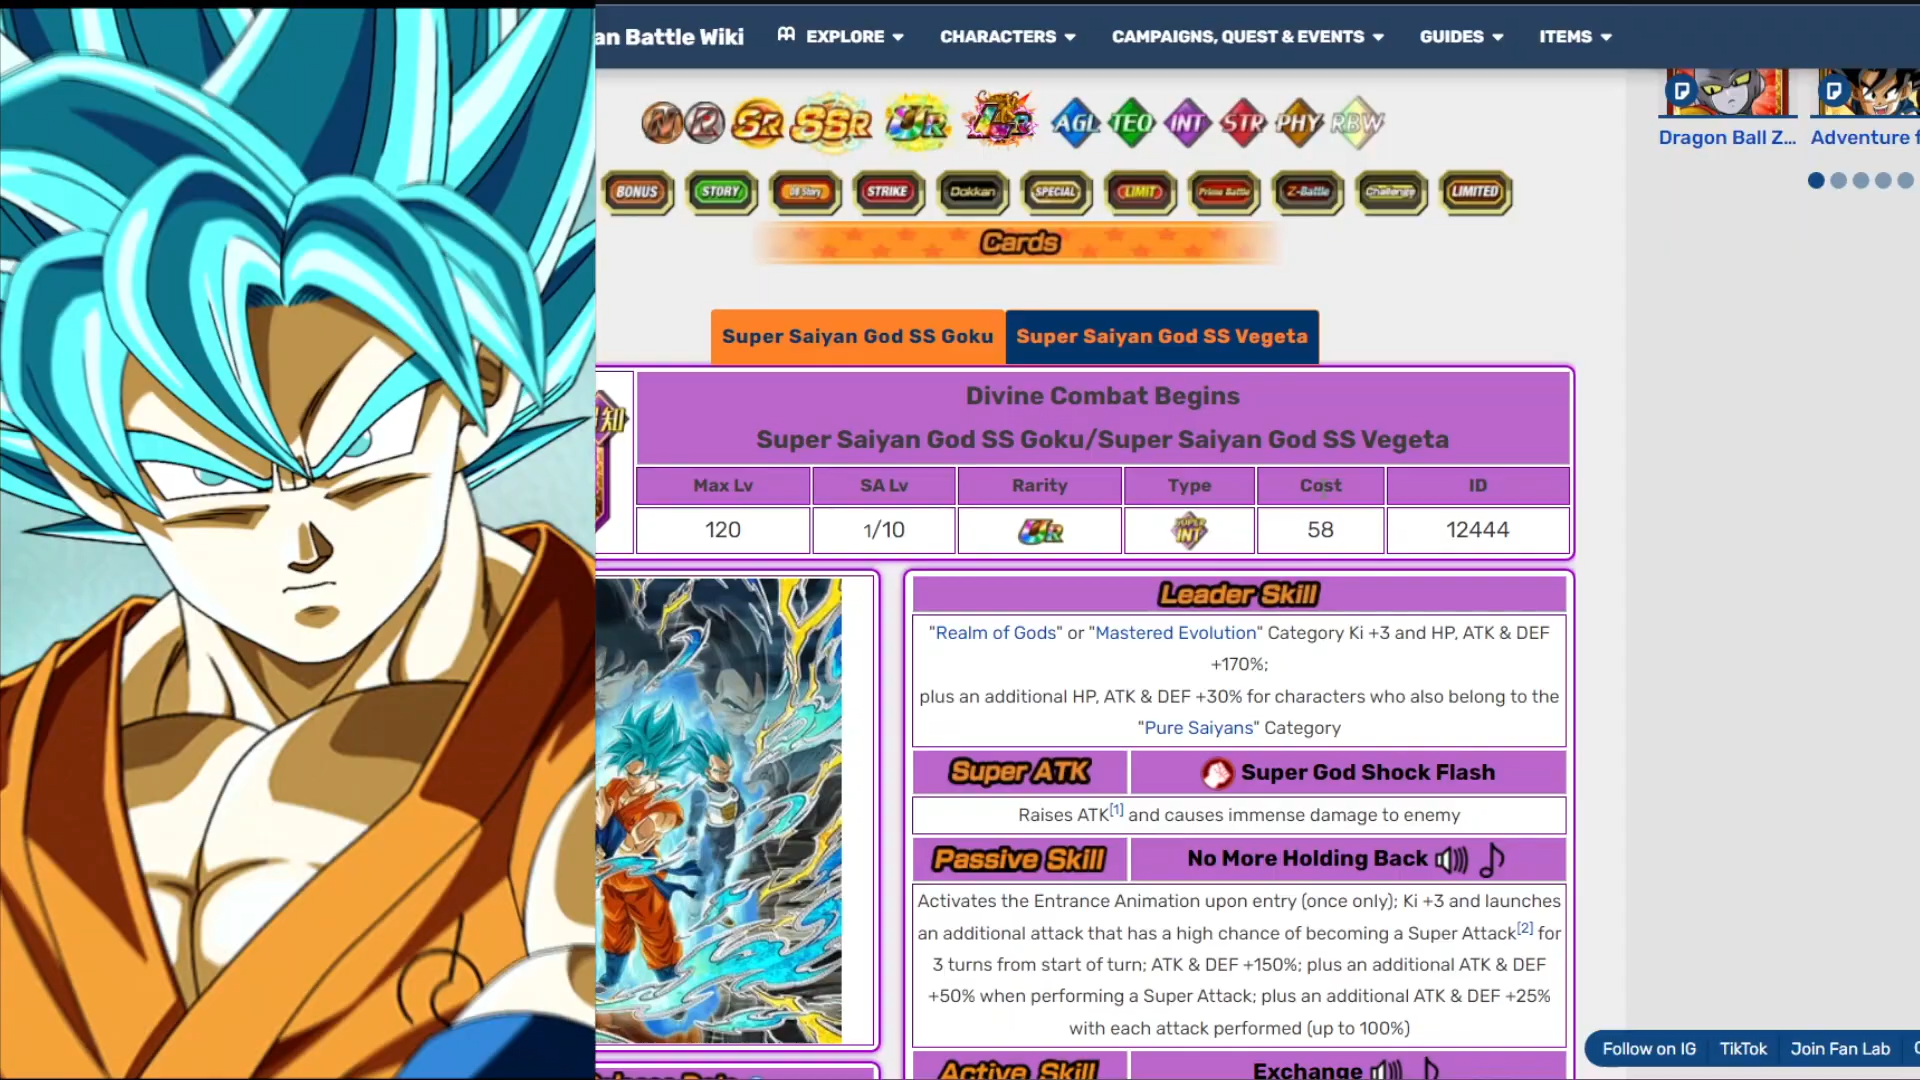 an Battle Wiki
EXPLORE
CHARACTERS
CAMPAIGNS, QUEST & EVENTS
GUIDES
ITEMS
N R SR SSR UR LR AGL TEQ INT STR PHY RBW
Dragon Ball Z...
Adventure f
BONUS STORY DB Story STRIKE Dokkan SPECIAL LIMIT Prime Battle Z-Battle Challenge LIMITED
Cards
Super Saiyan God SS Goku
Super Saiyan God SS Vegeta
知
Divine Combat Begins
Super Saiyan God SS Goku/Super Saiyan God SS Vegeta
Max Lv SA Lv Rarity Type Cost ID
120 1/10 UR SUPER INT 58 12444
Leader Skill
"Realm of Gods" or "Mastered Evolution" Category Ki +3 and HP, ATK & DEF
+170%;
plus an additional HP, ATK & DEF +30% for characters who also belong to the
"Pure Saiyans" Category
Super ATK
Super God Shock Flash
Raises ATK[1] and causes immense damage to enemy
Passive Skill
No More Holding Back
Activates the Entrance Animation upon entry (once only); Ki +3 and launches
an additional attack that has a high chance of becoming a Super Attack[2] for
3 turns from start of turn; ATK & DEF +150%; plus an additional ATK & DEF
+50% when performing a Super Attack; plus an additional ATK & DEF +25%
with each attack performed (up to 100%)
Active Skill
Exchange
Follow on IG
TikTok
Join Fan Lab